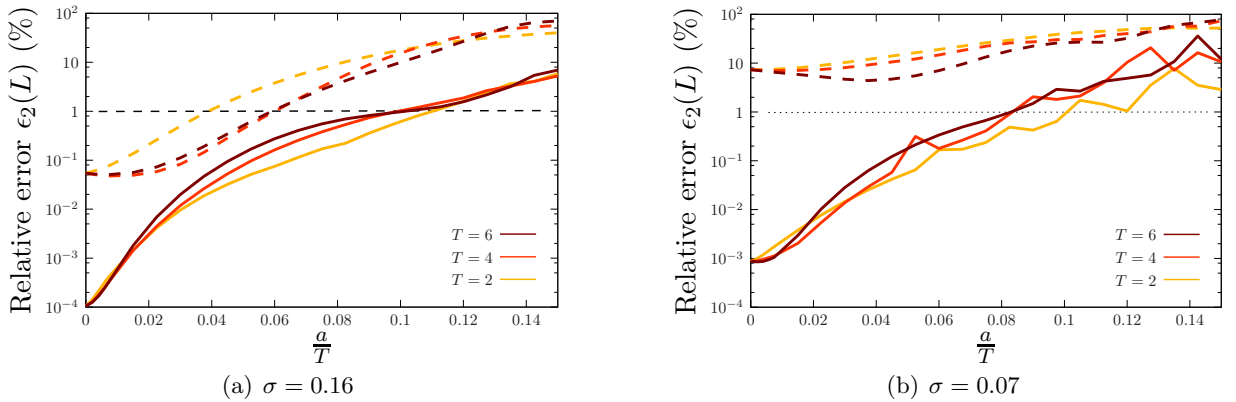 Relative error ϵ₂(L) (%)
100
10
1
10⁻¹
10⁻²
10⁻³
10⁻⁴
0
0.02
0.04
0.06
0.08
0.1
0.12
0.14
T = 6
T = 4
T = 2
a
T
(a) σ = 0.16
Relative error ϵ₂(L) (%)
100
10
1
10⁻¹
10⁻²
10⁻³
10⁻⁴
0
0.02
0.04
0.06
0.08
0.1
0.12
0.14
T = 6
T = 4
T = 2
a
T
(b) σ = 0.07